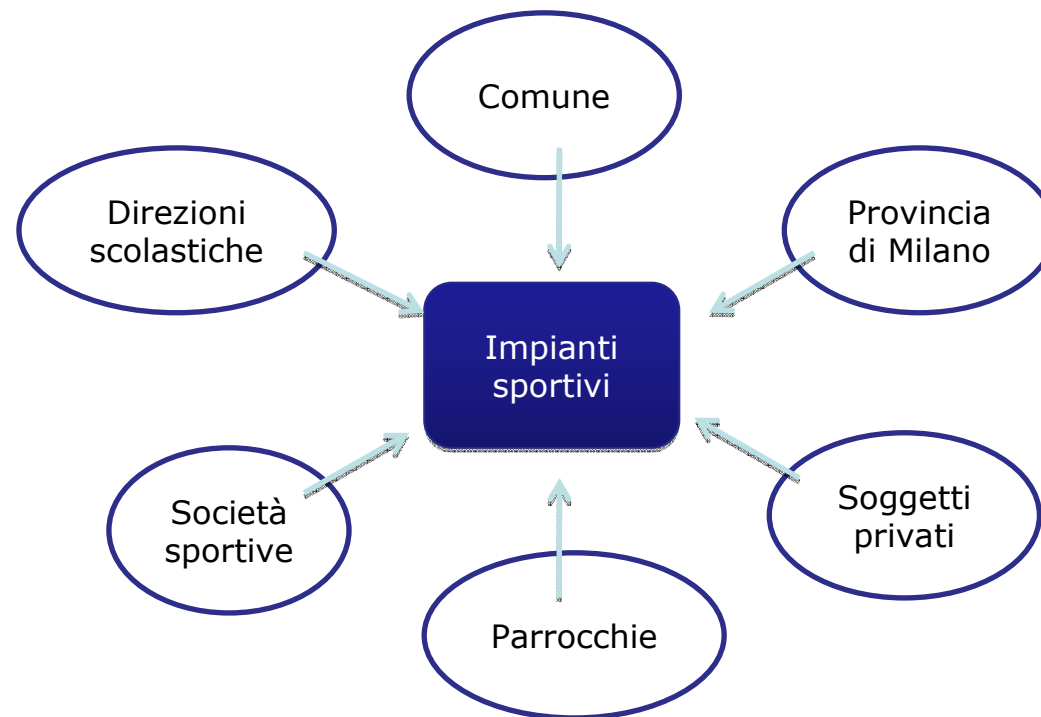 Comune
Direzioni
scolastiche
Provincia
di Milano
Impianti
sportivi
Società
sportive
Soggetti
privati
Parrocchie